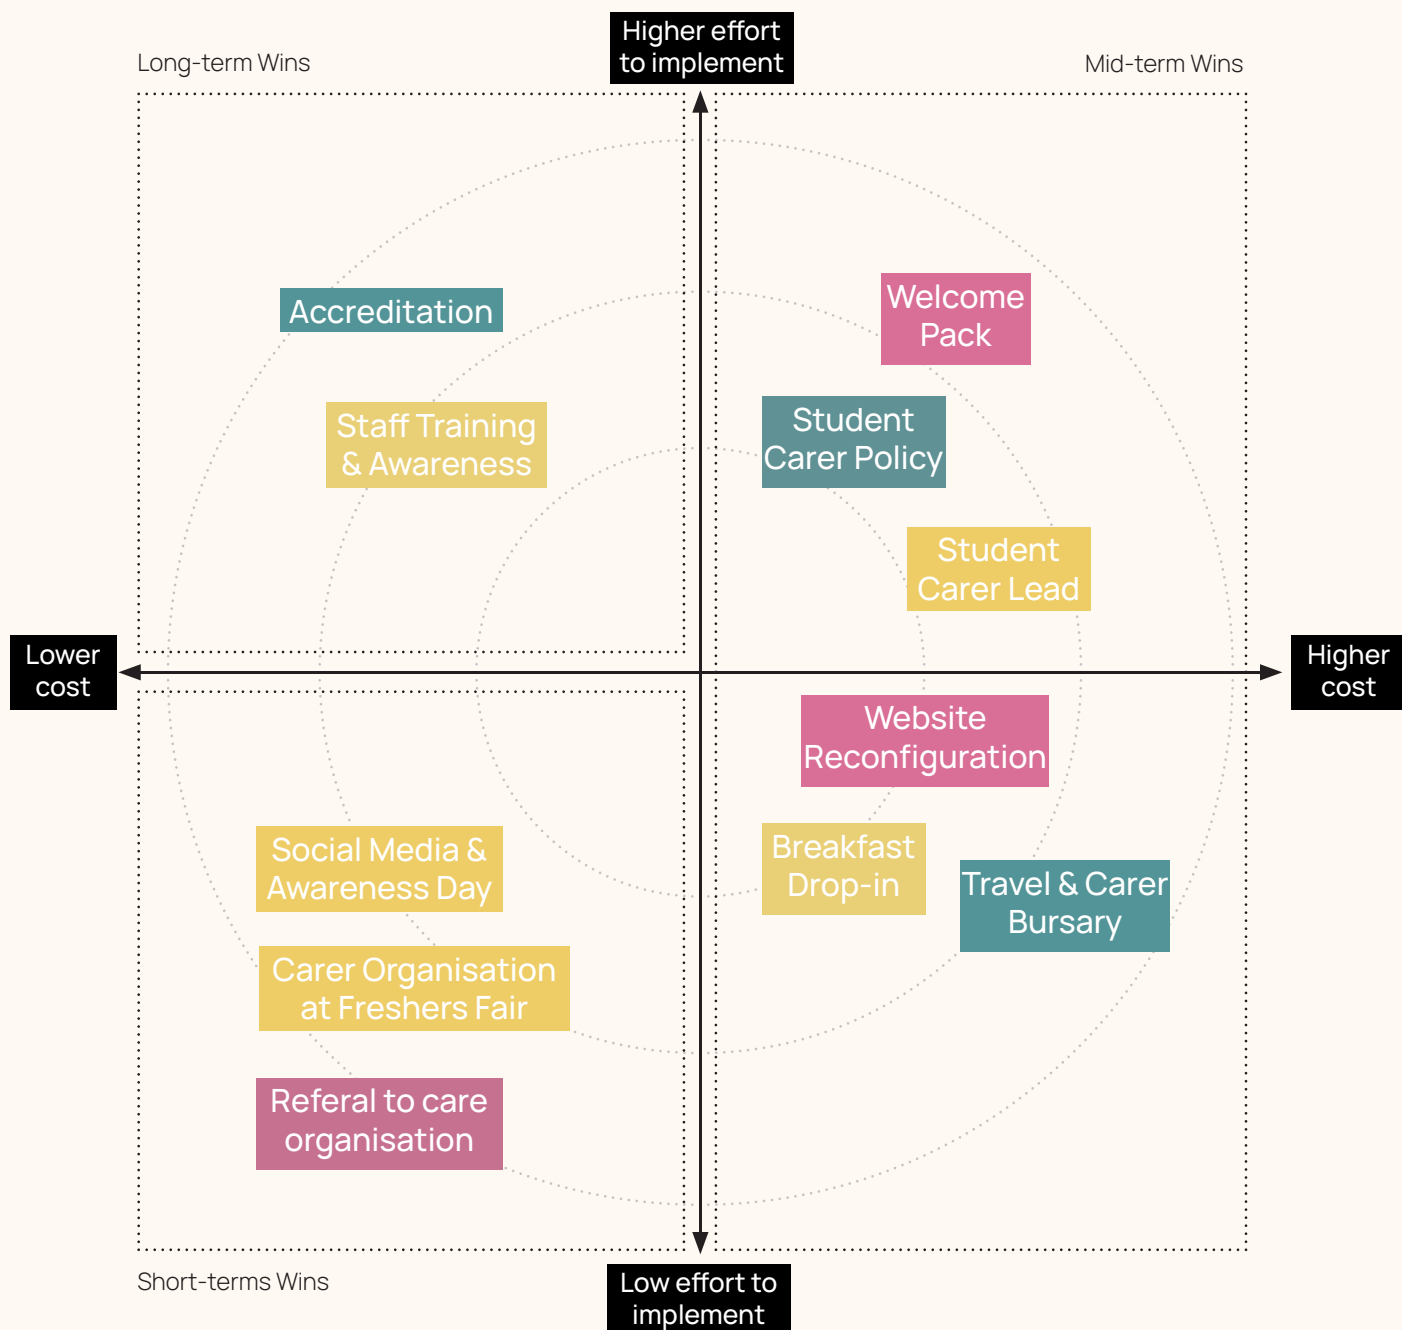 Higher effort
to implement
Long-term Wins
Mid-term Wins
Accreditation
Welcome
Pack
Staff Training
& Awareness
Student
Carer Policy
Student
Carer Lead
Lower
cost
Higher
cost
Website
Reconfiguration
Social Media &
Awareness Day
Breakfast
Drop-in
Travel & Carer
Bursary
Carer Organisation
at Freshers Fair
Referal to care
organisation
Short-terms Wins
Low effort to
implement